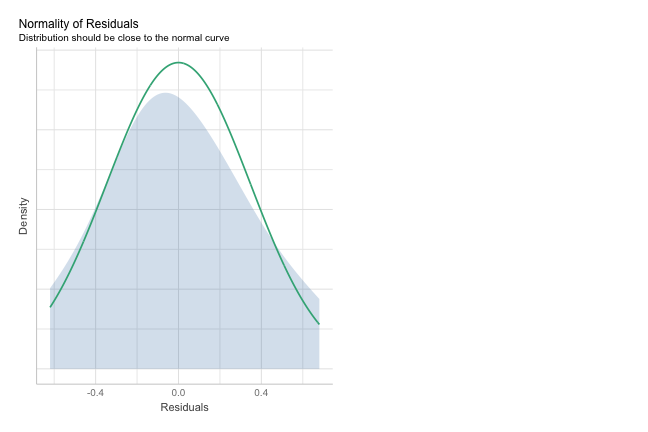 Normality of Residuals
Distribution should be close to the normal curve
Density
-0.4 0.0 0.4
Residuals